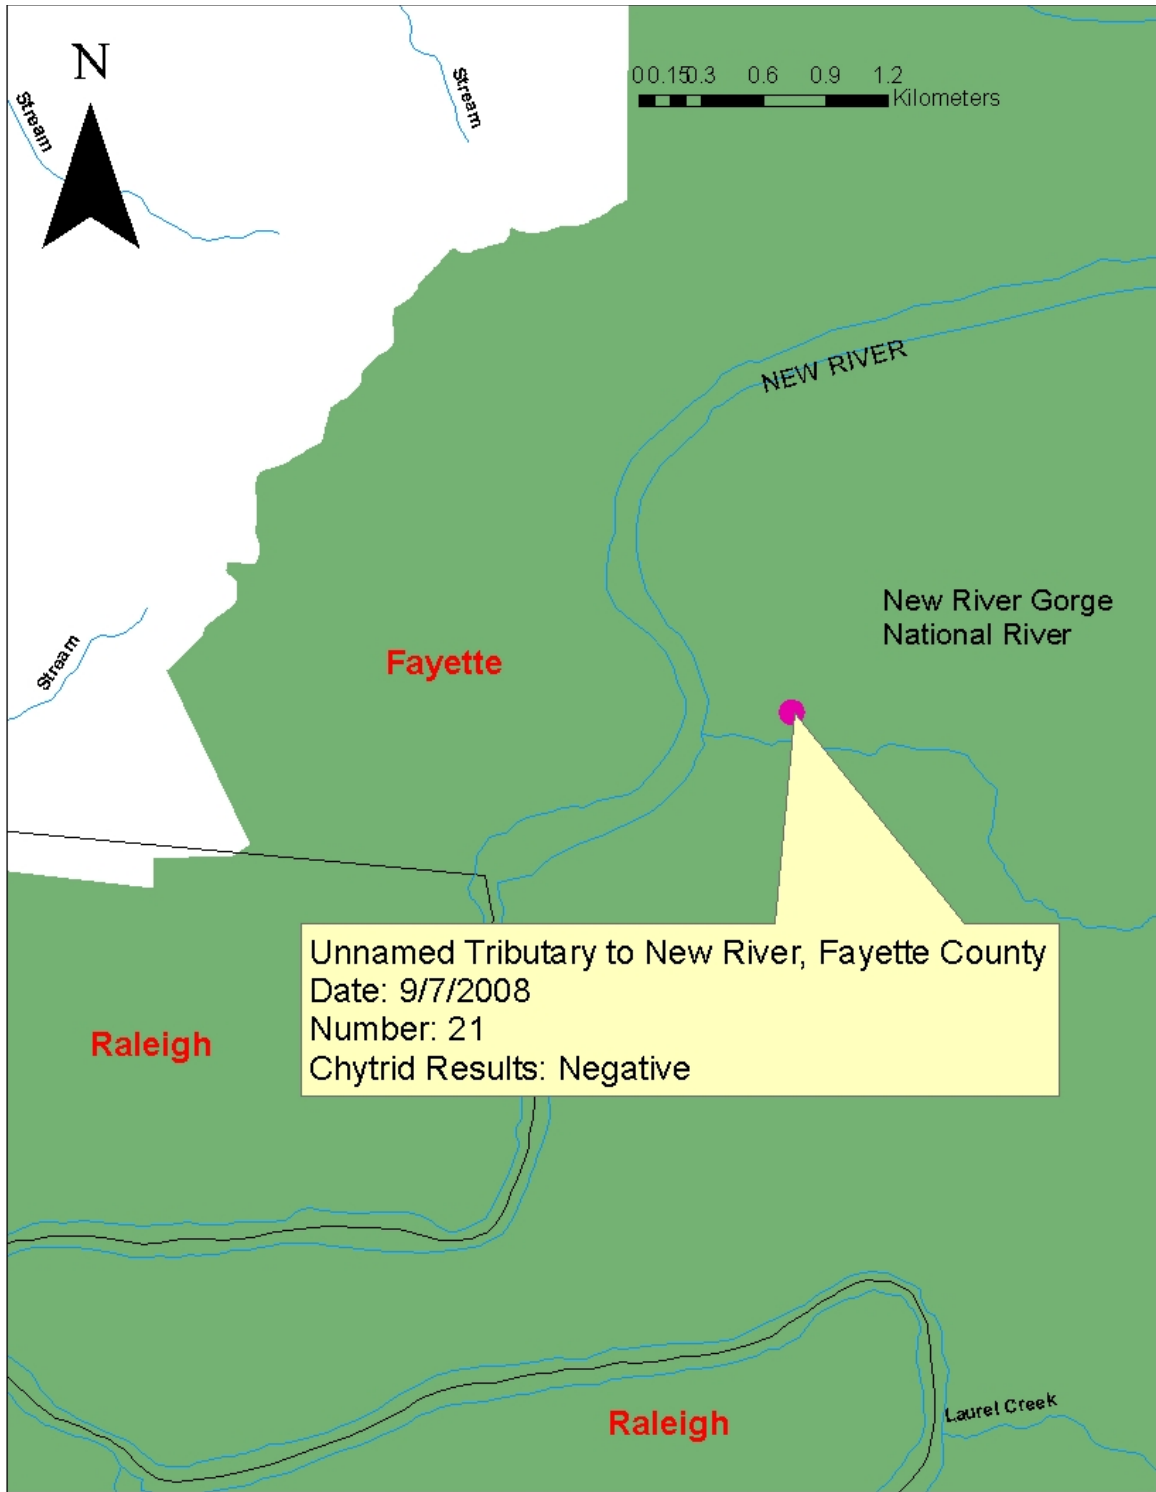 N
Stream
Stream
0 0.15 0.3 0.6 0.9 1.2
Kilometers
NEW RIVER
New River Gorge
National River
Fayette
Stream
Unnamed Tributary to New River, Fayette County
Date: 9/7/2008
Number: 21
Chytrid Results: Negative
Raleigh
Laurel Creek
Raleigh